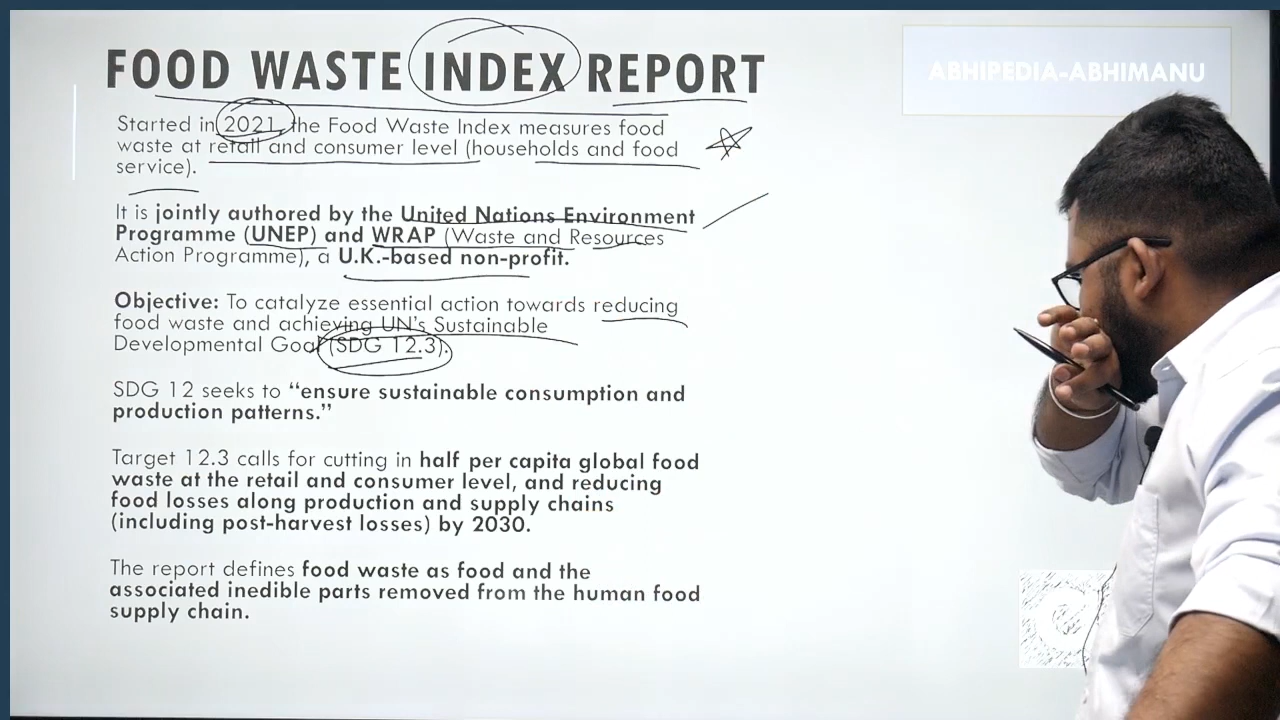 FOOD WASTE INDEX REPORT
ABHIPEDIA-ABHIMANU
Started in 2021, the Food Waste Index measures food
waste at retail and consumer level (households and food
service).
It is jointly authored by the United Nations Environment
Programme (UNEP) and WRAP (Waste and Resources
Action Programme), a U.K.-based non-profit.
Objective: To catalyze essential action towards reducing
food waste and achieving UN's Sustainable
Developmental Goal (SDG 12.3).
SDG 12 seeks to “ensure sustainable consumption and
production patterns.”
Target 12.3 calls for cutting in half per capita global food
waste at the retail and consumer level, and reducing
food losses along production and supply chains
(including post-harvest losses) by 2030.
The report defines food waste as food and the
associated inedible parts removed from the human food
supply chain.